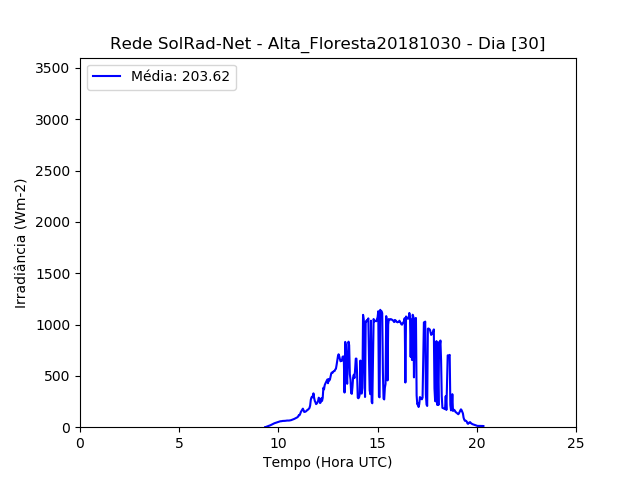 Rede SolRad-Net - Alta_Floresta20181030 - Dia [30]
Média: 203.62
3500
3000
2500
2000
1500
1000
500
0
Irradiância (Wm-2)
0 5 10 15 20 25
Tempo (Hora UTC)